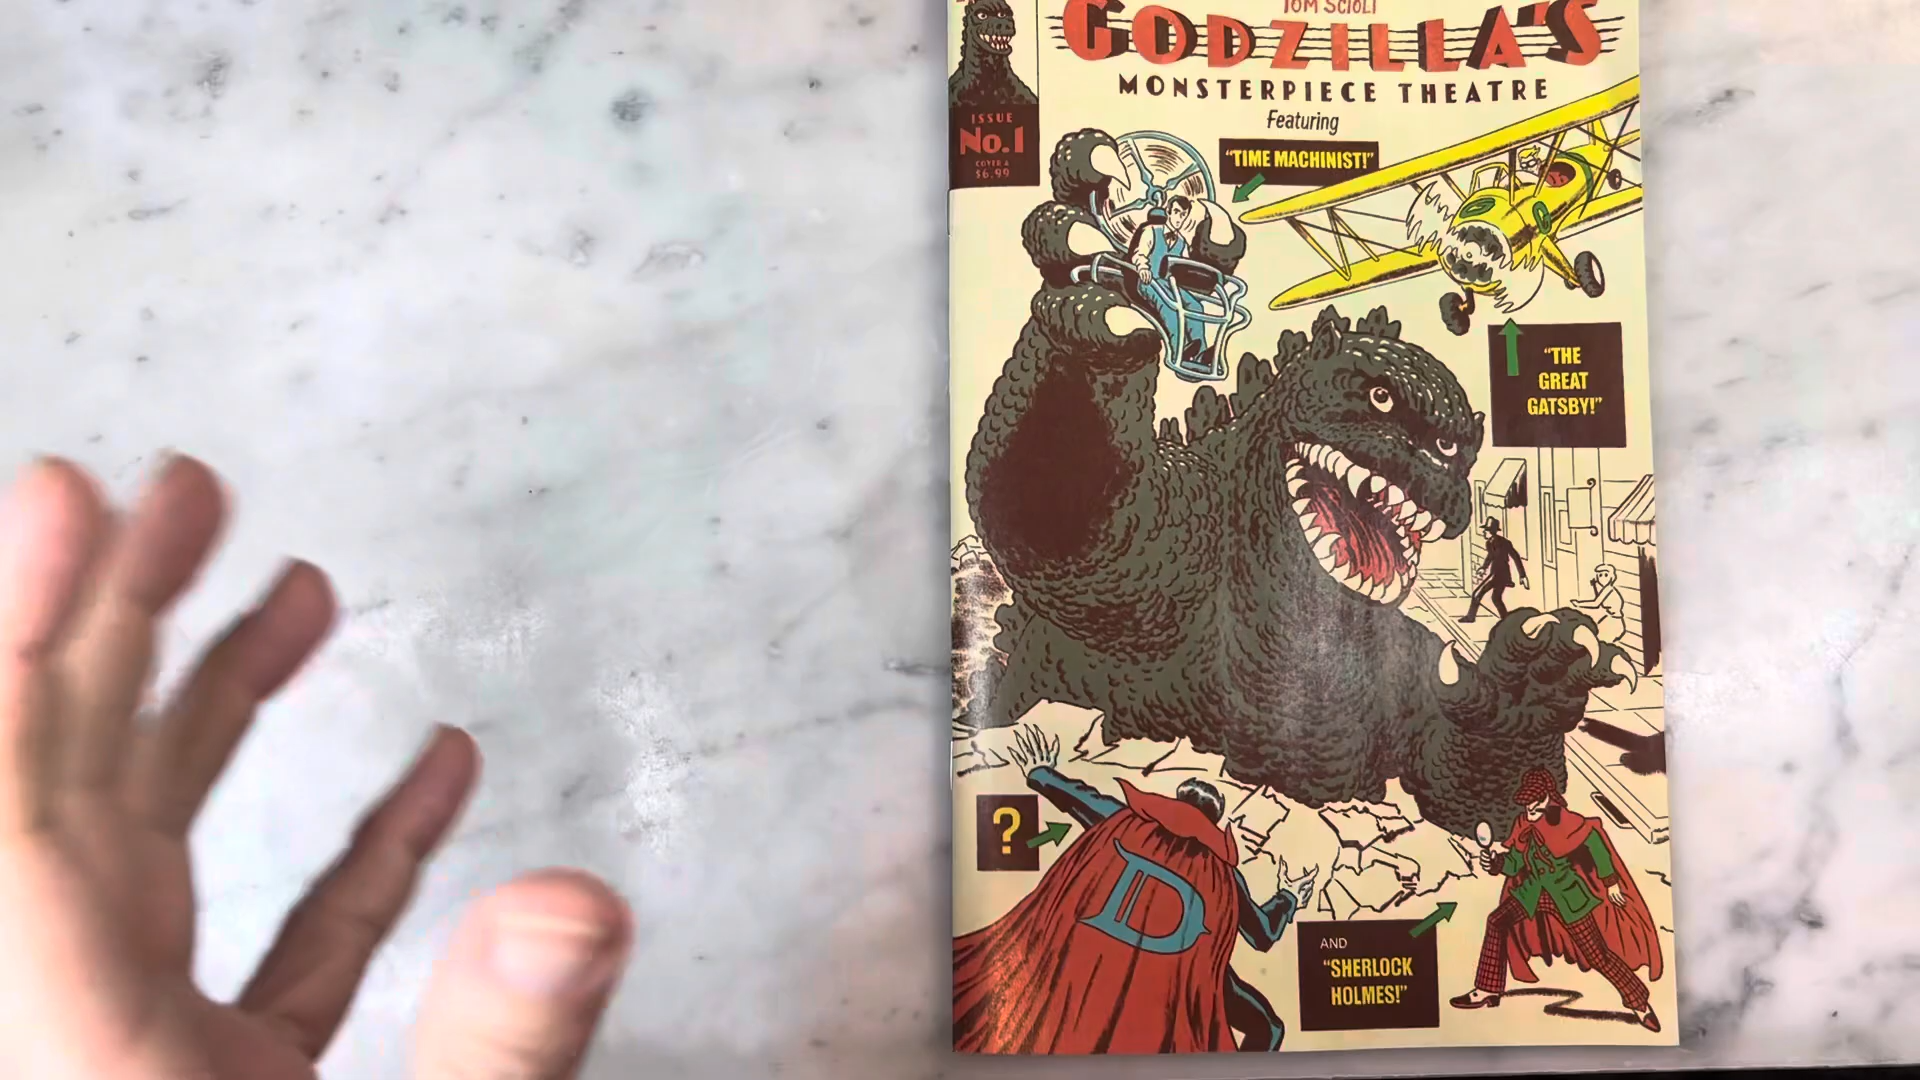 TOM SCIOLI
GODZILLA'S
MONSTERPIECE THEATRE
Featuring
ISSUE
No.1
COVER A
$6.99
"TIME MACHINIST!"
"THE
GREAT
GATSBY!"
?
D
AND
"SHERLOCK
HOLMES!"